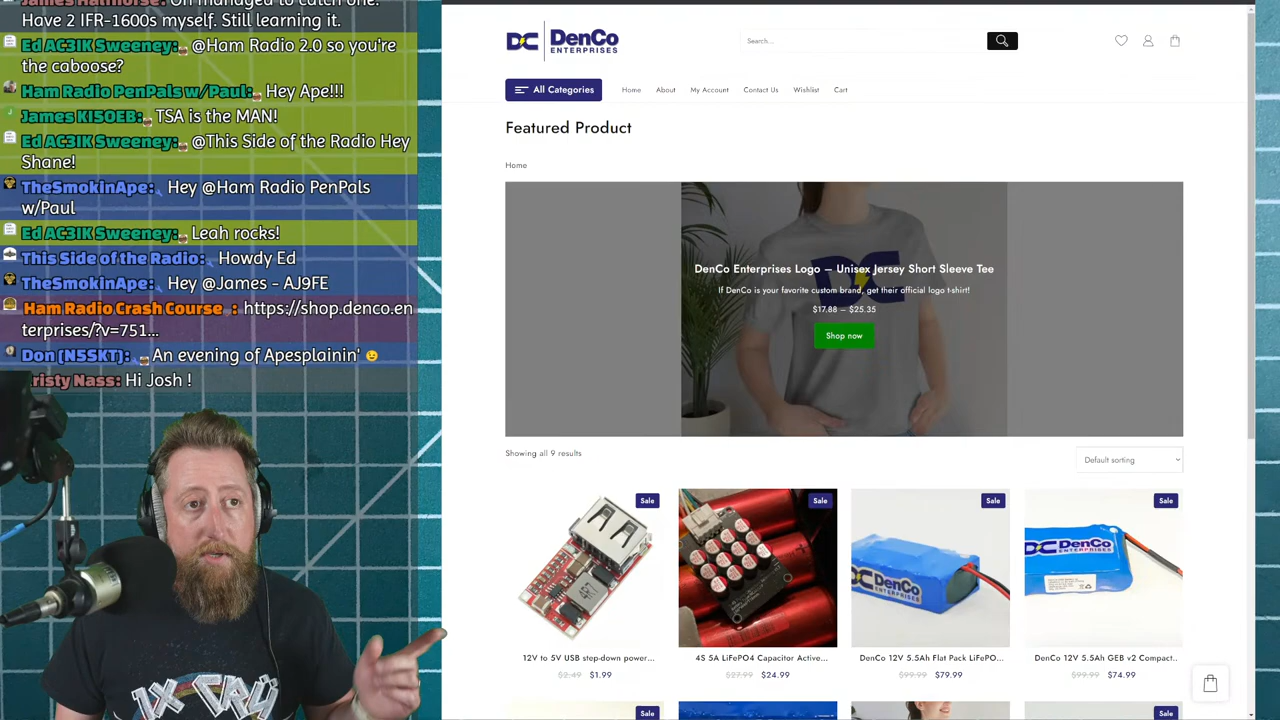 Have 2 IFR-1600s myself. Still learning it.
Ed AC3IK Sweeney: @Ham Radio 2.0 so you're
the caboose?
Ham Radio PenPals w/Paul: Hey Ape!!!
James KI5OEB: TSA is the MAN!
Ed AC3IK Sweeney: @This Side of the Radio Hey
Shane!
TheSmokinApe: Hey @Ham Radio PenPals
w/Paul
Ed AC3IK Sweeney: Leah rocks!
This Side of the Radio: Howdy Ed
TheSmokinApe: Hey @James - AJ9FE
Ham Radio Crash Course : https://shop.denco.en
terprises/?v=751...
Don (N5SKT): An evening of Apesplainin' 😉
Kristy Nass: Hi Josh !
DC DenCo
ENTERPRISES
Search...
All Categories
Home About My Account Contact Us Wishlist Cart
Featured Product
Home
DC
DenCo Enterprises Logo – Unisex Jersey Short Sleeve Tee
If DenCo is your favorite custom brand, get their official logo t-shirt!
$17.88 – $25.35
Shop now
Showing all 9 results
Default sorting
Sale Sale Sale Sale
DenCo
ENTERPRISES
DC DenCo
ENTERPRISES
12V to 5V USB step-down power...
$2.49 $1.99
4S 5A LiFePO4 Capacitor Active...
$27.99 $24.99
DenCo 12V 5.5Ah Flat Pack LiFePO...
$99.99 $79.99
DenCo 12V 5.5Ah GEB v2 Compact..
$99.99 $74.99
Sale Sale